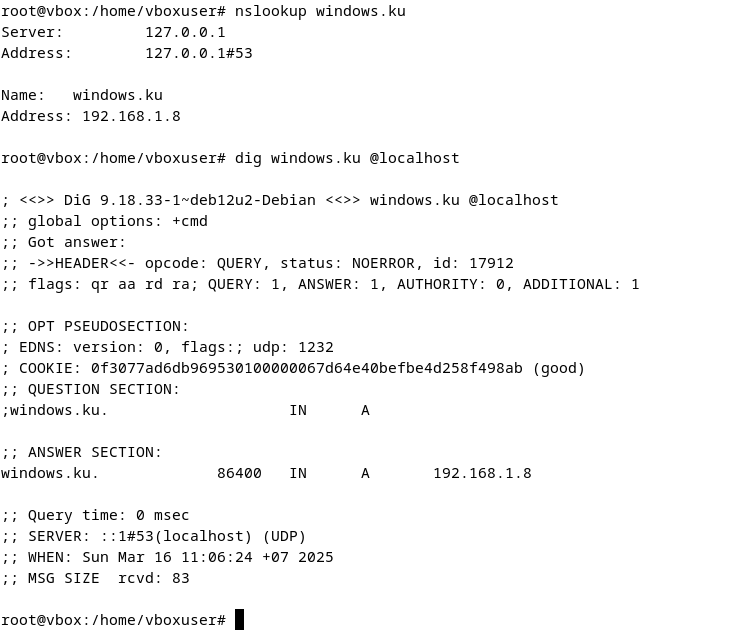 root@vbox:/home/vboxuser# nslookup windows.ku
Server:         127.0.0.1
Address:        127.0.0.1#53

Name:   windows.ku
Address: 192.168.1.8

root@vbox:/home/vboxuser# dig windows.ku @localhost

; <<>> DiG 9.18.33-1~deb12u2-Debian <<>> windows.ku @localhost
;; global options: +cmd
;; Got answer:
;; ->>HEADER<<- opcode: QUERY, status: NOERROR, id: 17912
;; flags: qr aa rd ra; QUERY: 1, ANSWER: 1, AUTHORITY: 0, ADDITIONAL: 1

;; OPT PSEUDOSECTION:
; EDNS: version: 0, flags:; udp: 1232
; COOKIE: 0f3077ad6db969530100000067d64e40befbe4d258f498ab (good)
;; QUESTION SECTION:
;windows.ku.                    IN      A

;; ANSWER SECTION:
windows.ku.             86400   IN      A       192.168.1.8

;; Query time: 0 msec
;; SERVER: ::1#53(localhost) (UDP)
;; WHEN: Sun Mar 16 11:06:24 +07 2025
;; MSG SIZE  rcvd: 83

root@vbox:/home/vboxuser#